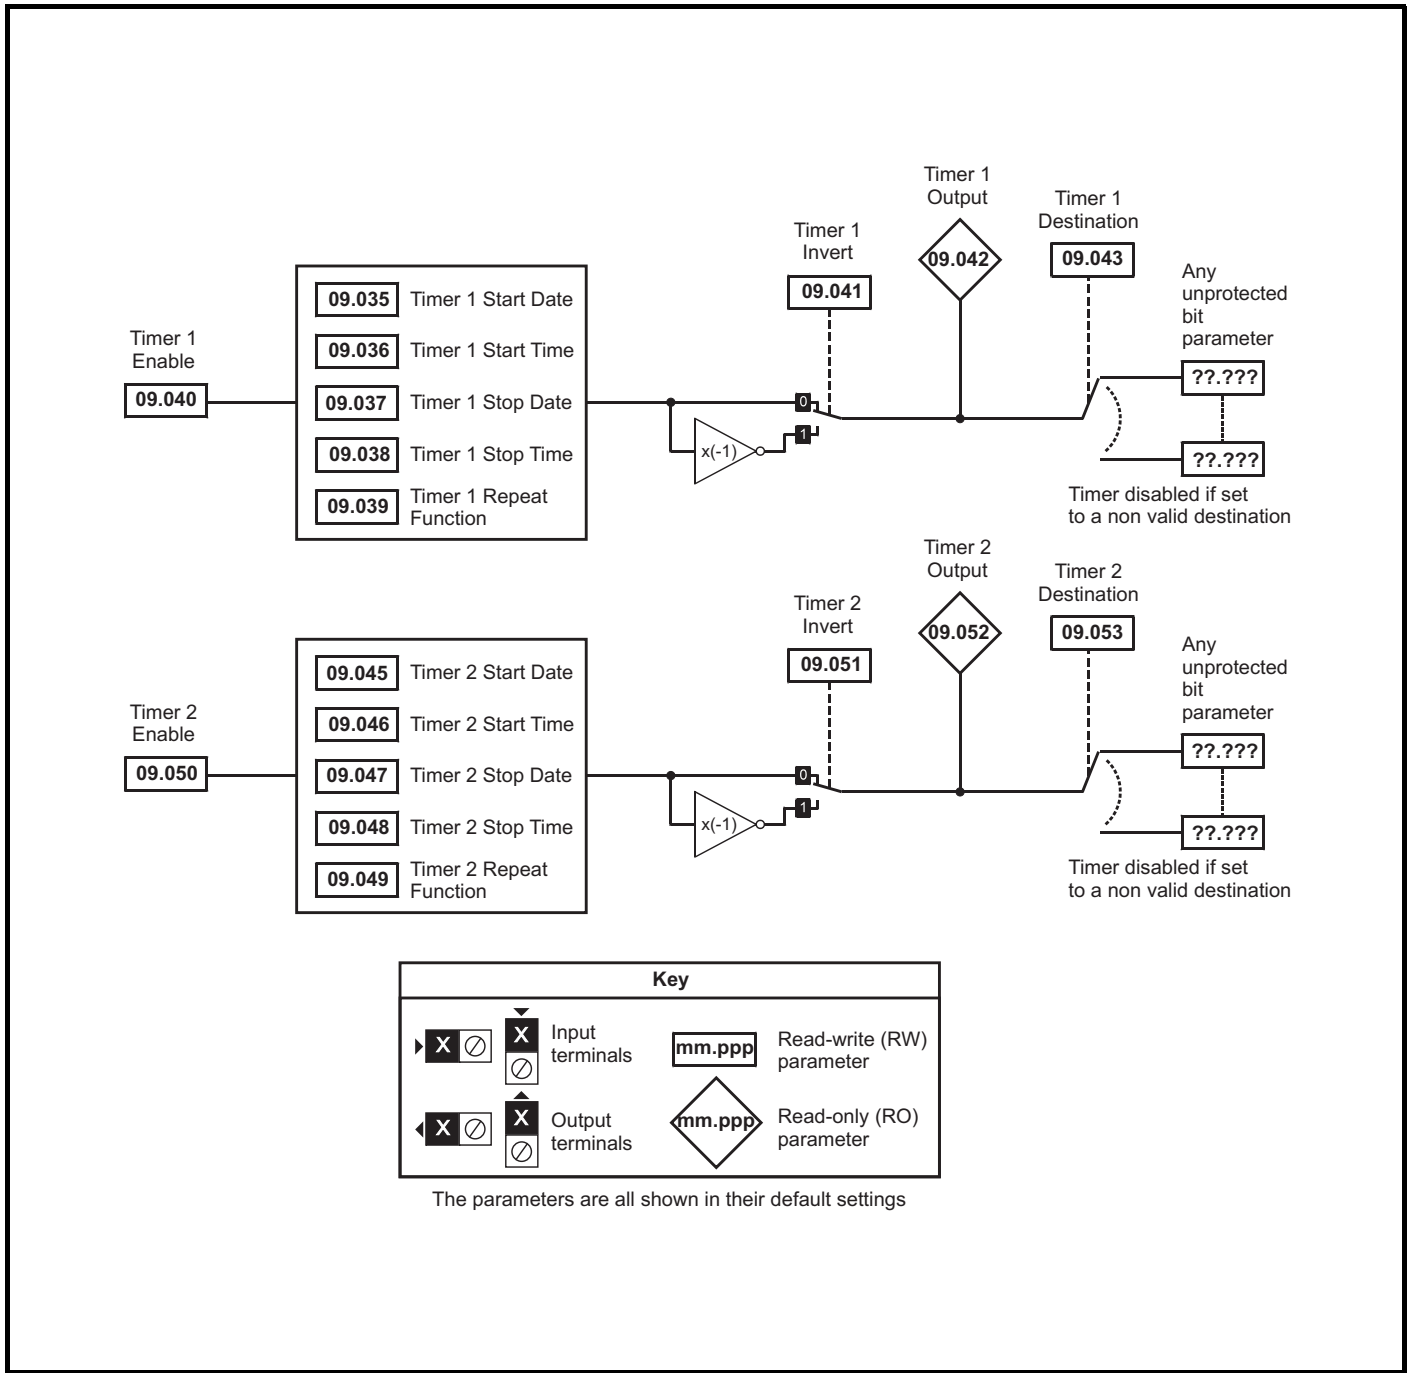 Timer 1
Output
Timer 1
Destination
Timer 1
Invert
09.042
09.043
Any
unprotected
bit
parameter
09.041
09.035 Timer 1 Start Date
Timer 1
Enable
09.036 Timer 1 Start Time
??.???
09.040
09.037 Timer 1 Stop Date
0
1
x(-1)
09.038 Timer 1 Stop Time
??.???
09.039 Timer 1 Repeat
Function
Timer disabled if set
to a non valid destination
Timer 2
Output
Timer 2
Destination
Timer 2
Invert
09.052
09.053
Any
unprotected
bit
parameter
09.051
09.045 Timer 2 Start Date
Timer 2
Enable
09.046 Timer 2 Start Time
??.???
09.050
09.047 Timer 2 Stop Date
0
1
x(-1)
09.048 Timer 2 Stop Time
??.???
09.049 Timer 2 Repeat
Function
Timer disabled if set
to a non valid destination
Key
X
X
Input
terminals
mm.ppp
Read-write (RW)
parameter
X
X
Output
terminals
mm.ppp
Read-only (RO)
parameter
The parameters are all shown in their default settings